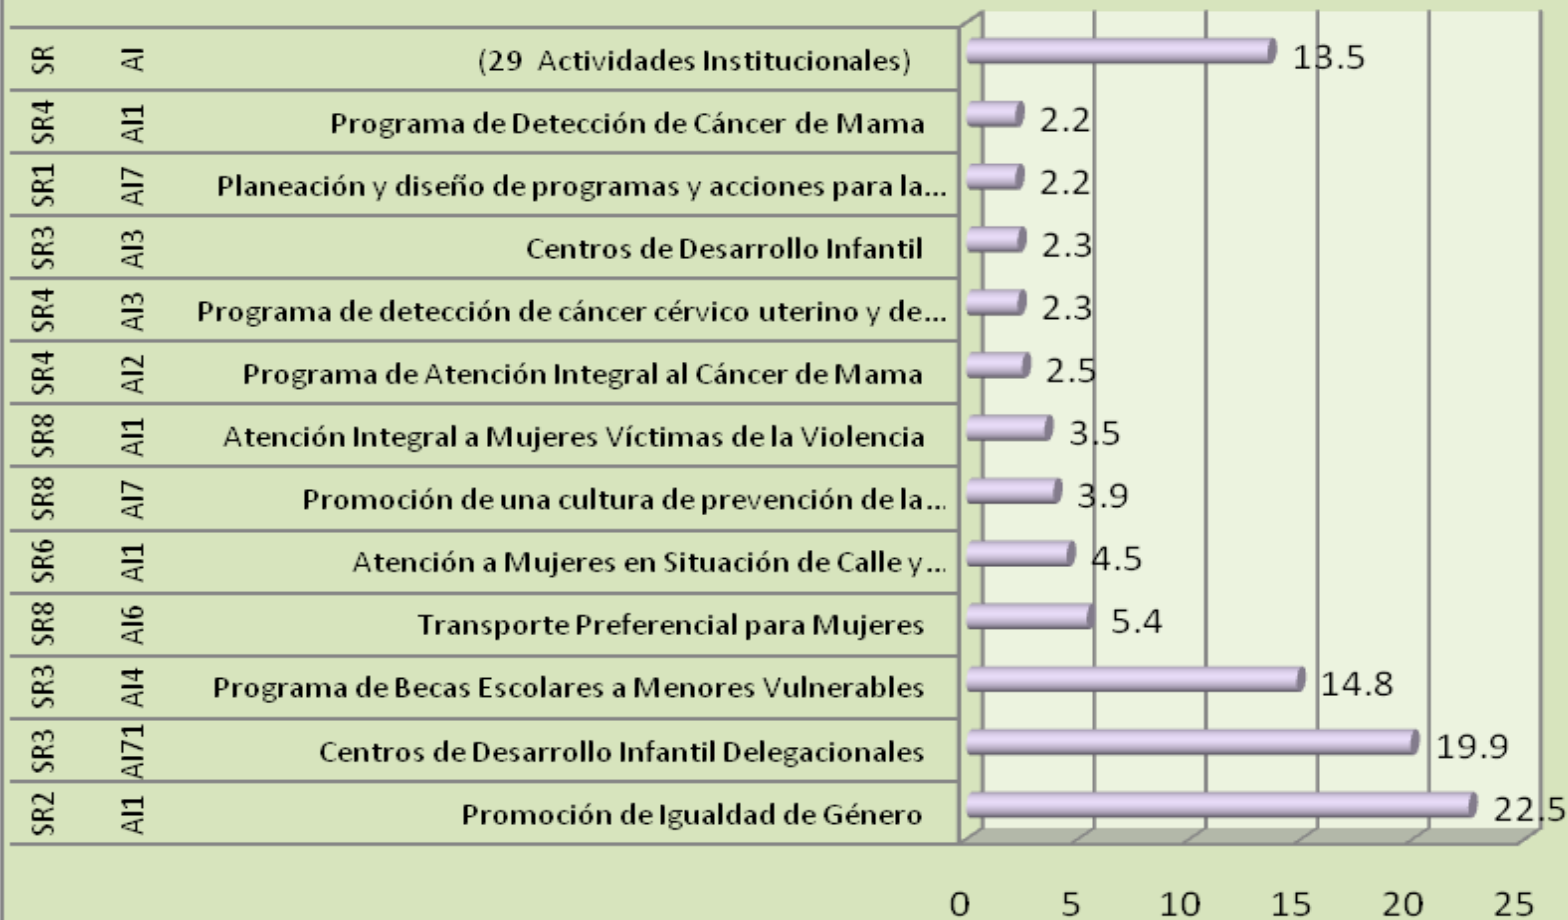 SR AI (29 Actividades Institucionales) 13.5
SR4 AI1 Programa de Detección de Cáncer de Mama 2.2
SR1 AI7 Planeación y diseño de programas y acciones para la... 2.2
SR3 AI3 Centros de Desarrollo Infantil 2.3
SR4 AI3 Programa de detección de cáncer cérvico uterino y de... 2.3
SR4 AI2 Programa de Atención Integral al Cáncer de Mama 2.5
SR8 AI1 Atención Integral a Mujeres Víctimas de la Violencia 3.5
SR8 AI7 Promoción de una cultura de prevención de la... 3.9
SR6 AI1 Atención a Mujeres en Situación de Calle y... 4.5
SR8 AI6 Transporte Preferencial para Mujeres 5.4
SR3 AI4 Programa de Becas Escolares a Menores Vulnerables 14.8
SR3 AI71 Centros de Desarrollo Infantil Delegacionales 19.9
SR2 AI1 Promoción de Igualdad de Género 22.5
0 5 10 15 20 25